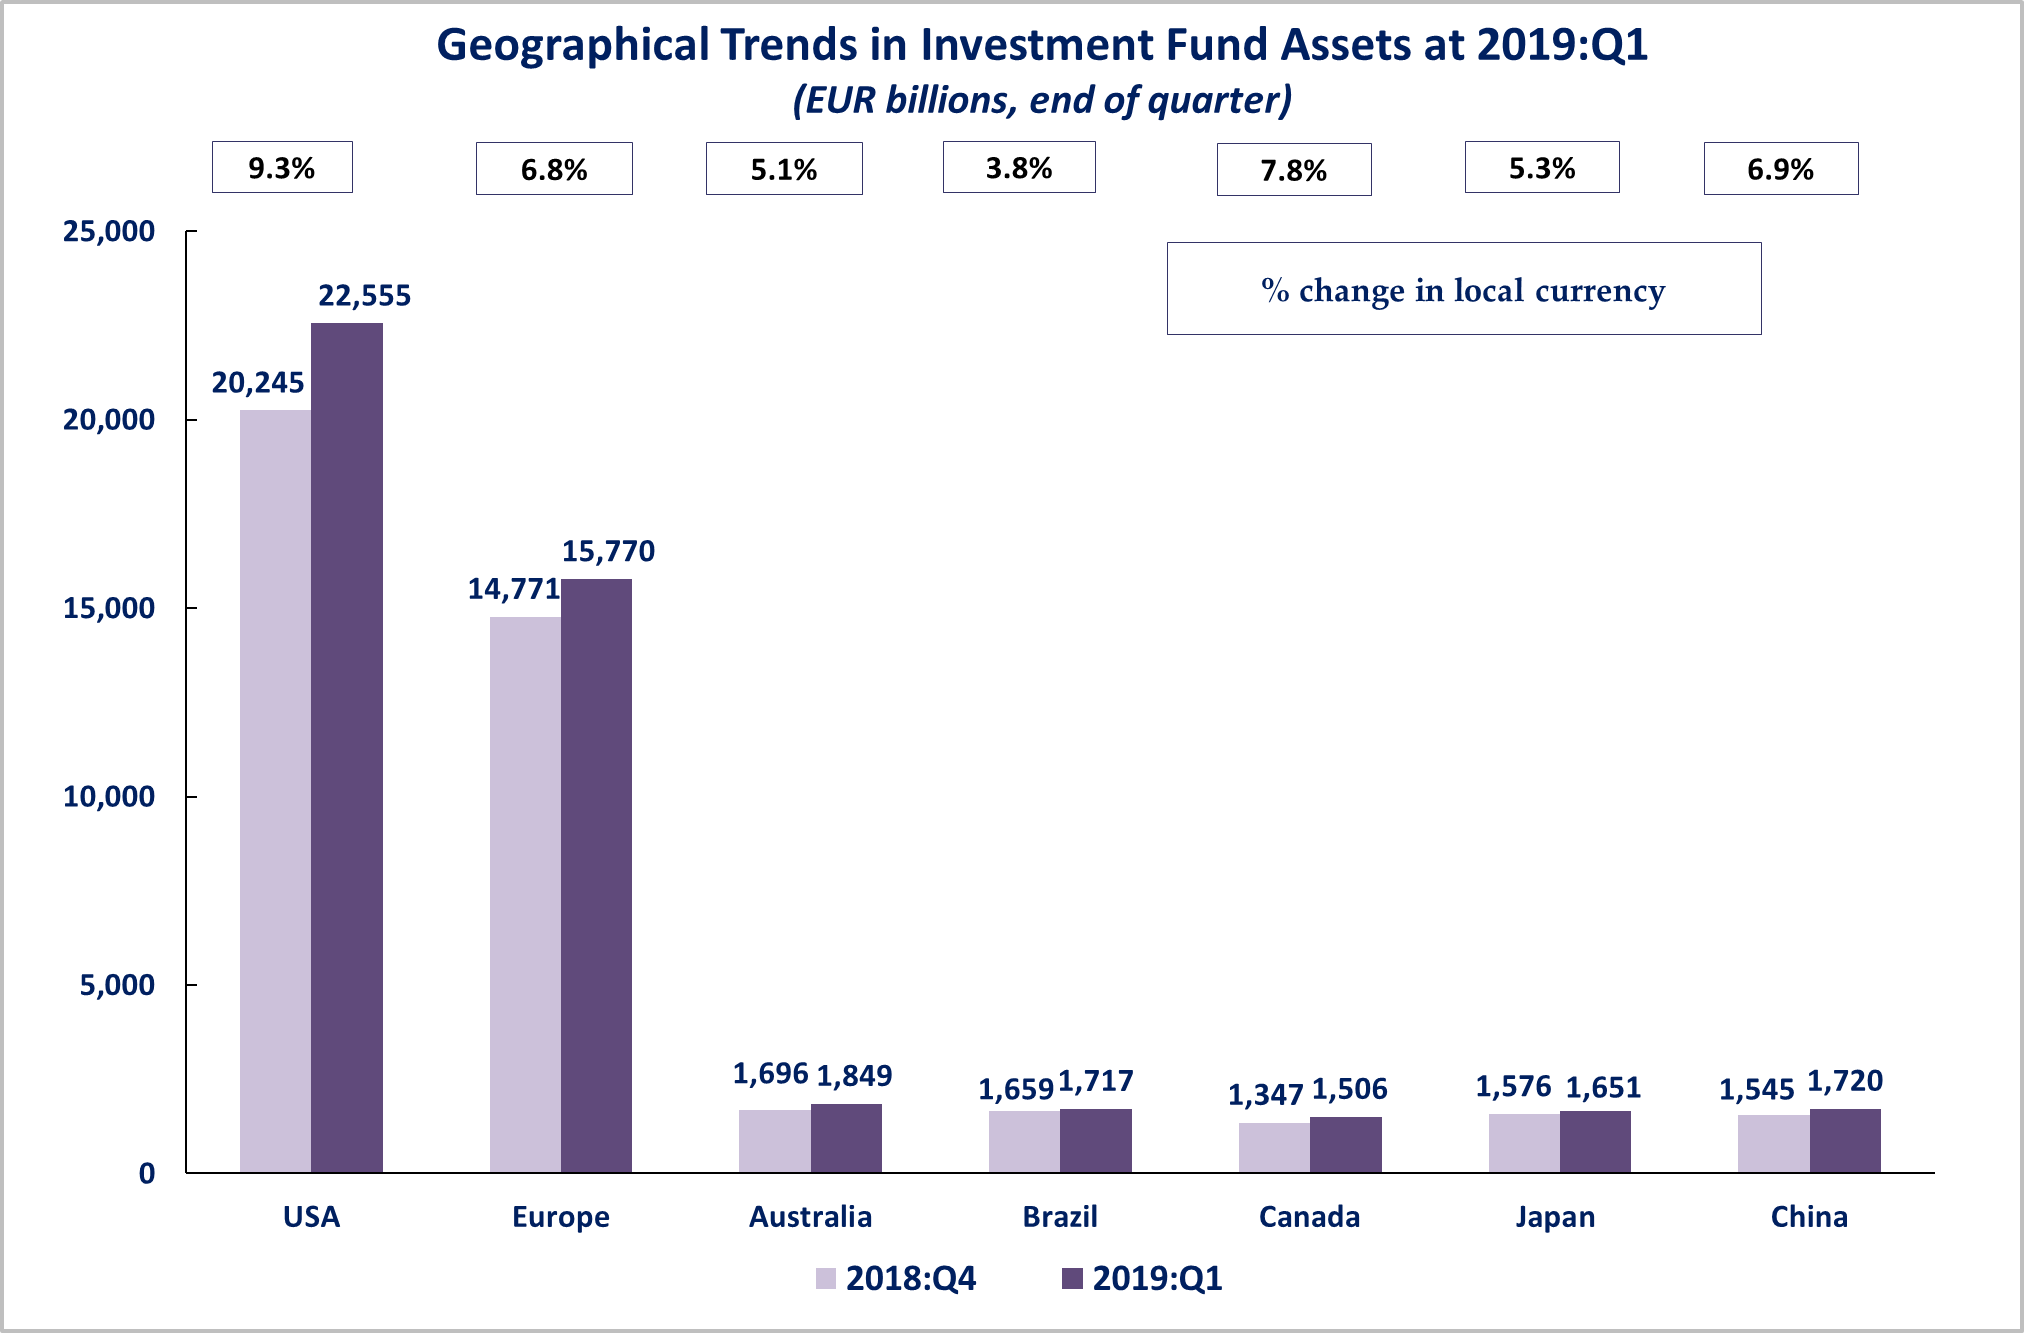 Geographical Trends in Investment Fund Assets at 2019:Q1
(EUR billions, end of quarter)
9.3% 6.8% 5.1% 3.8% 7.8% 5.3% 6.9%
% change in local currency
25,000
20,000
15,000
10,000
5,000
0
20,245 22,555
14,771 15,770
1,696 1,849
1,659 1,717
1,347 1,506
1,576 1,651
1,545 1,720
USA Europe Australia Brazil Canada Japan China
2018:Q4 2019:Q1